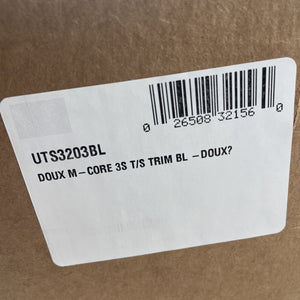 0 26508 32156 0
UTS3203BL
DOUX M-CORE 3S T/S TRIM BL -DOUX?